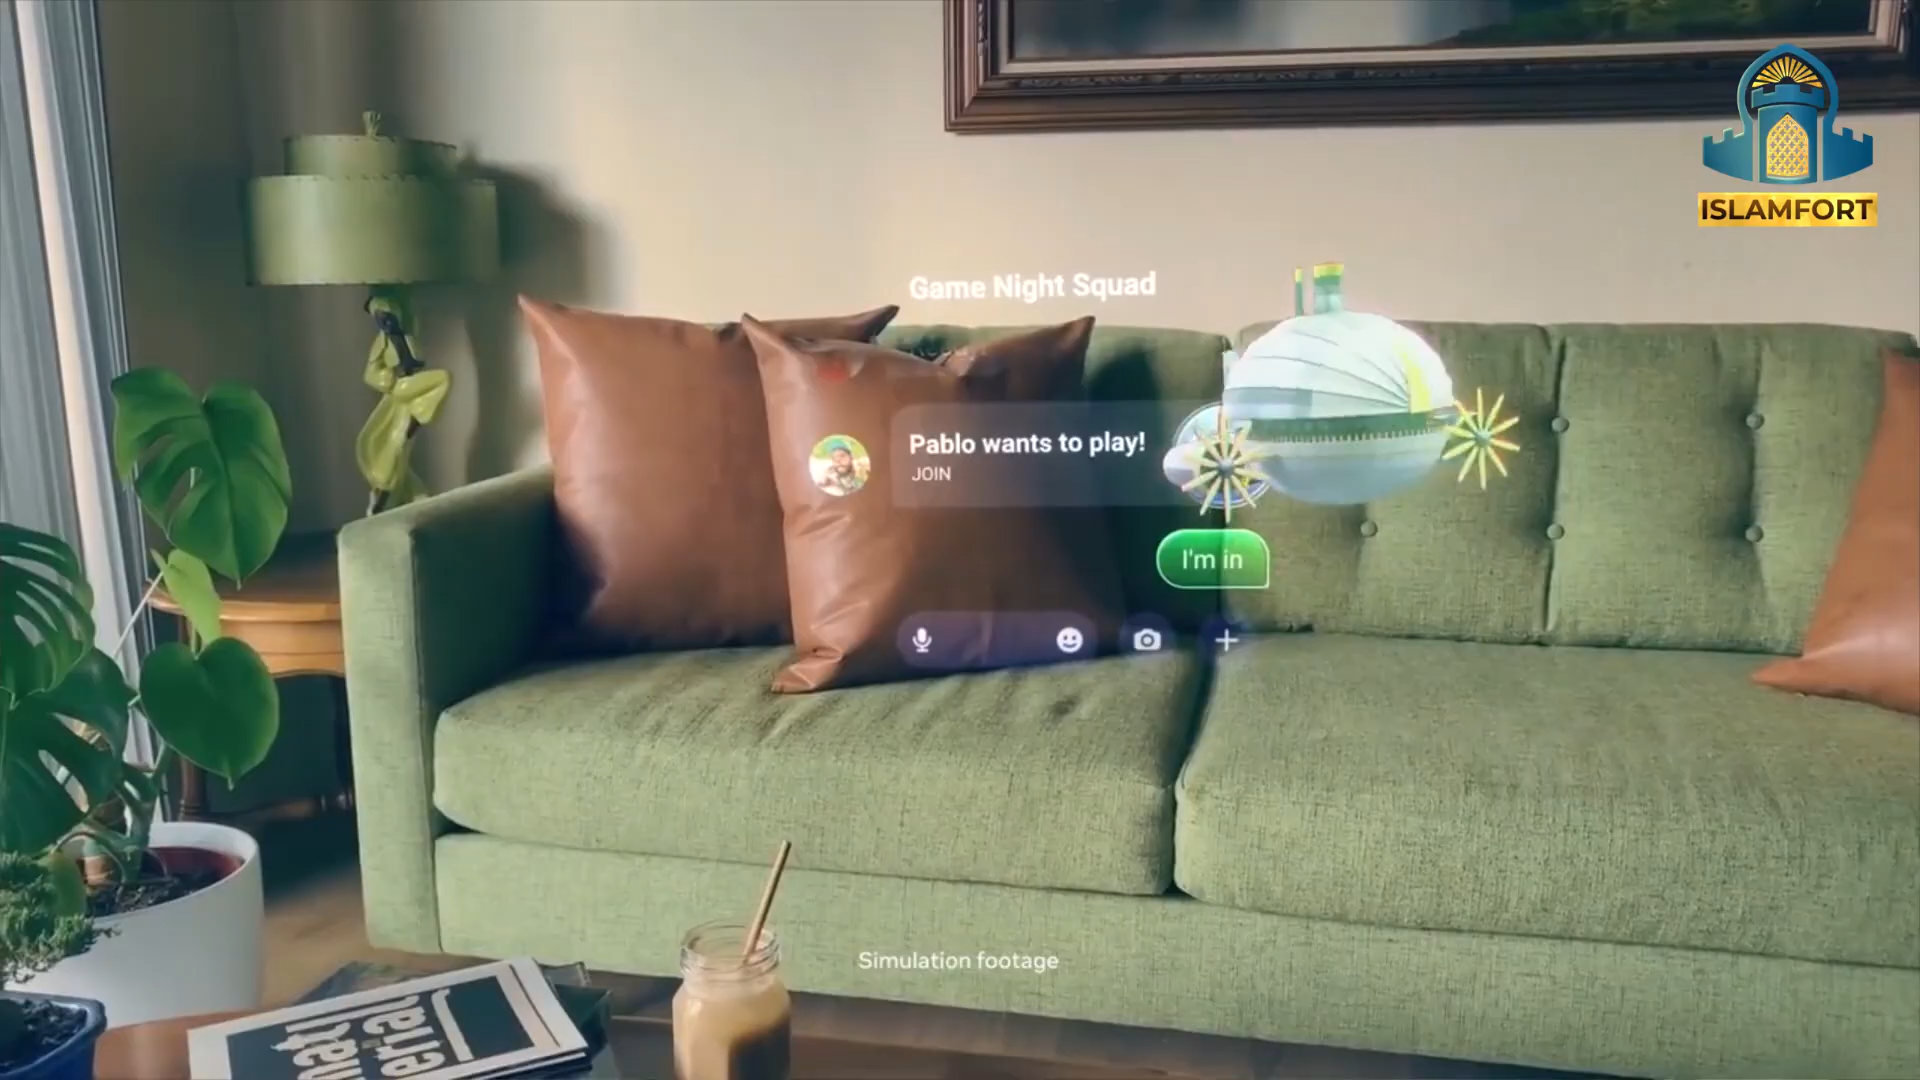 ISLAMFORT
Game Night Squad
Pablo wants to play!
JOIN
I'm in
Simulation footage